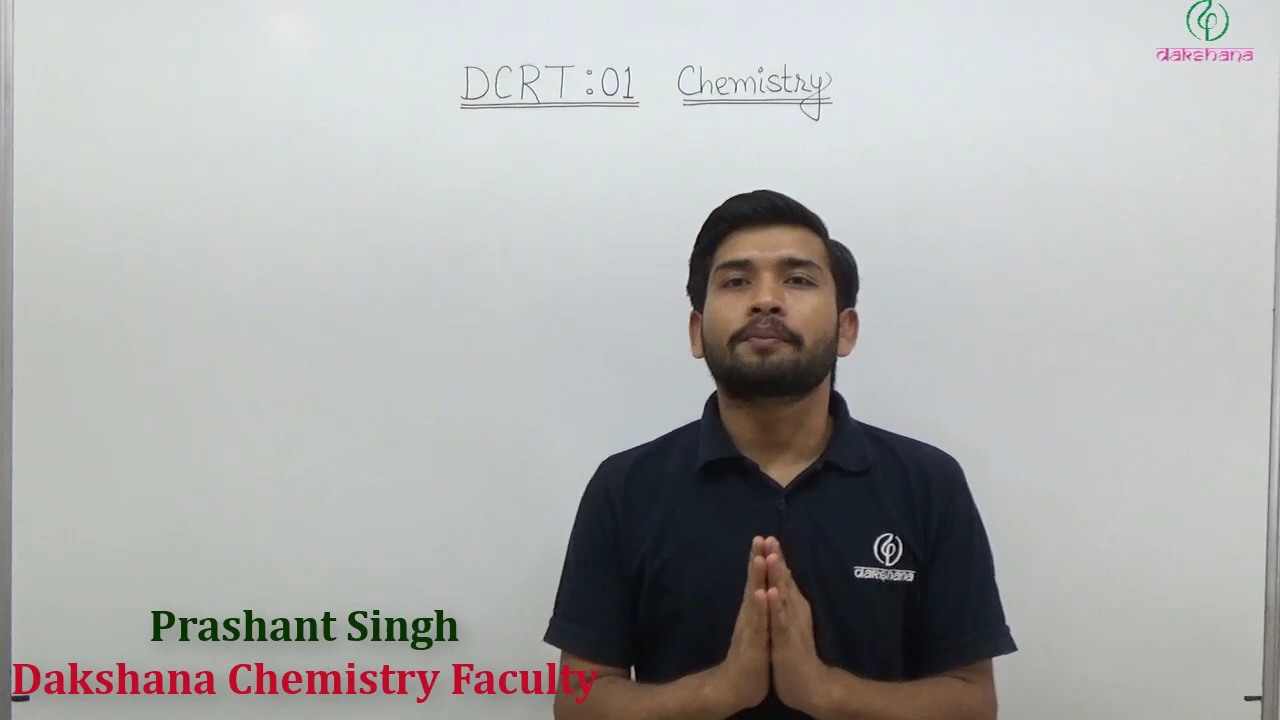 dakshana
DCRT:01 Chemistry
dakshana
Prashant Singh
Dakshana Chemistry Faculty